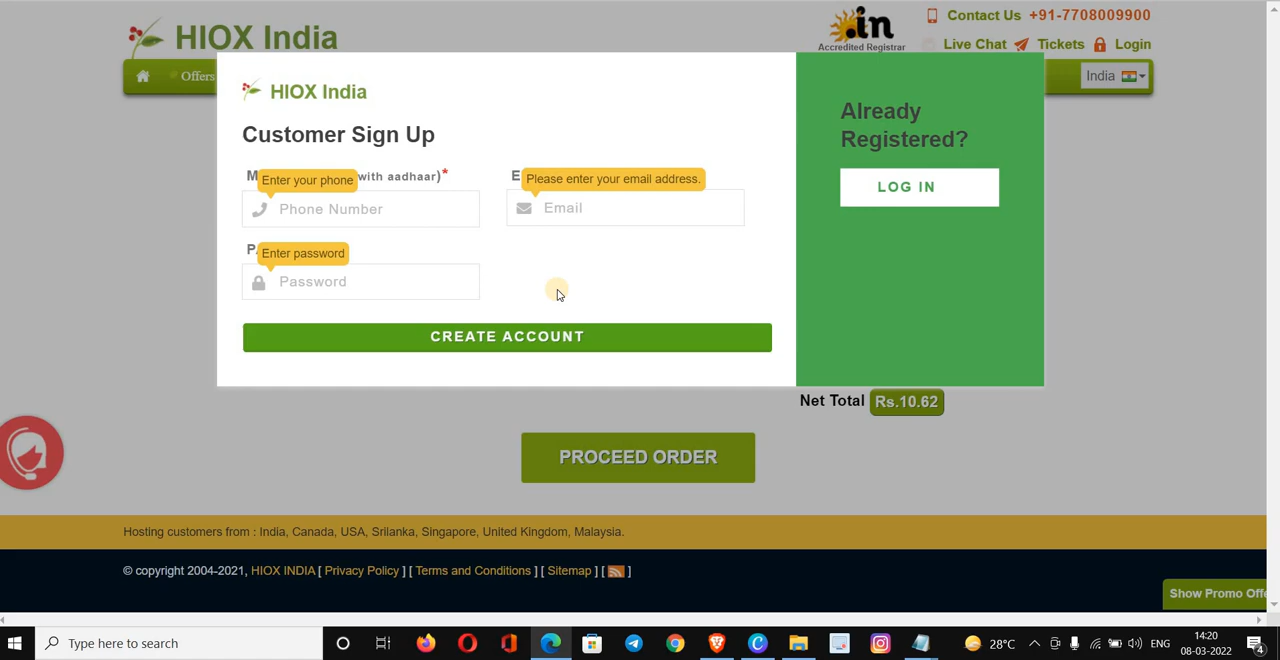 HIOX India
.in
Accredited Registrar
Contact Us +91-7708009900
Live Chat Tickets Login
Offers
India
HIOX India
Customer Sign Up
with aadhaar)*
Enter your phone
Phone Number
Please enter your email address.
Email
Enter password
Password
CREATE ACCOUNT
Already
Registered?
LOG IN
Net Total Rs.10.62
PROCEED ORDER
Hosting customers from : India, Canada, USA, Srilanka, Singapore, United Kingdom, Malaysia.
© copyright 2004-2021, HIOX INDIA [ Privacy Policy ] [ Terms and Conditions ] [ Sitemap ] [ ]
Show Promo Offe
Type here to search
28°C
ENG
14:20
08-03-2022
4